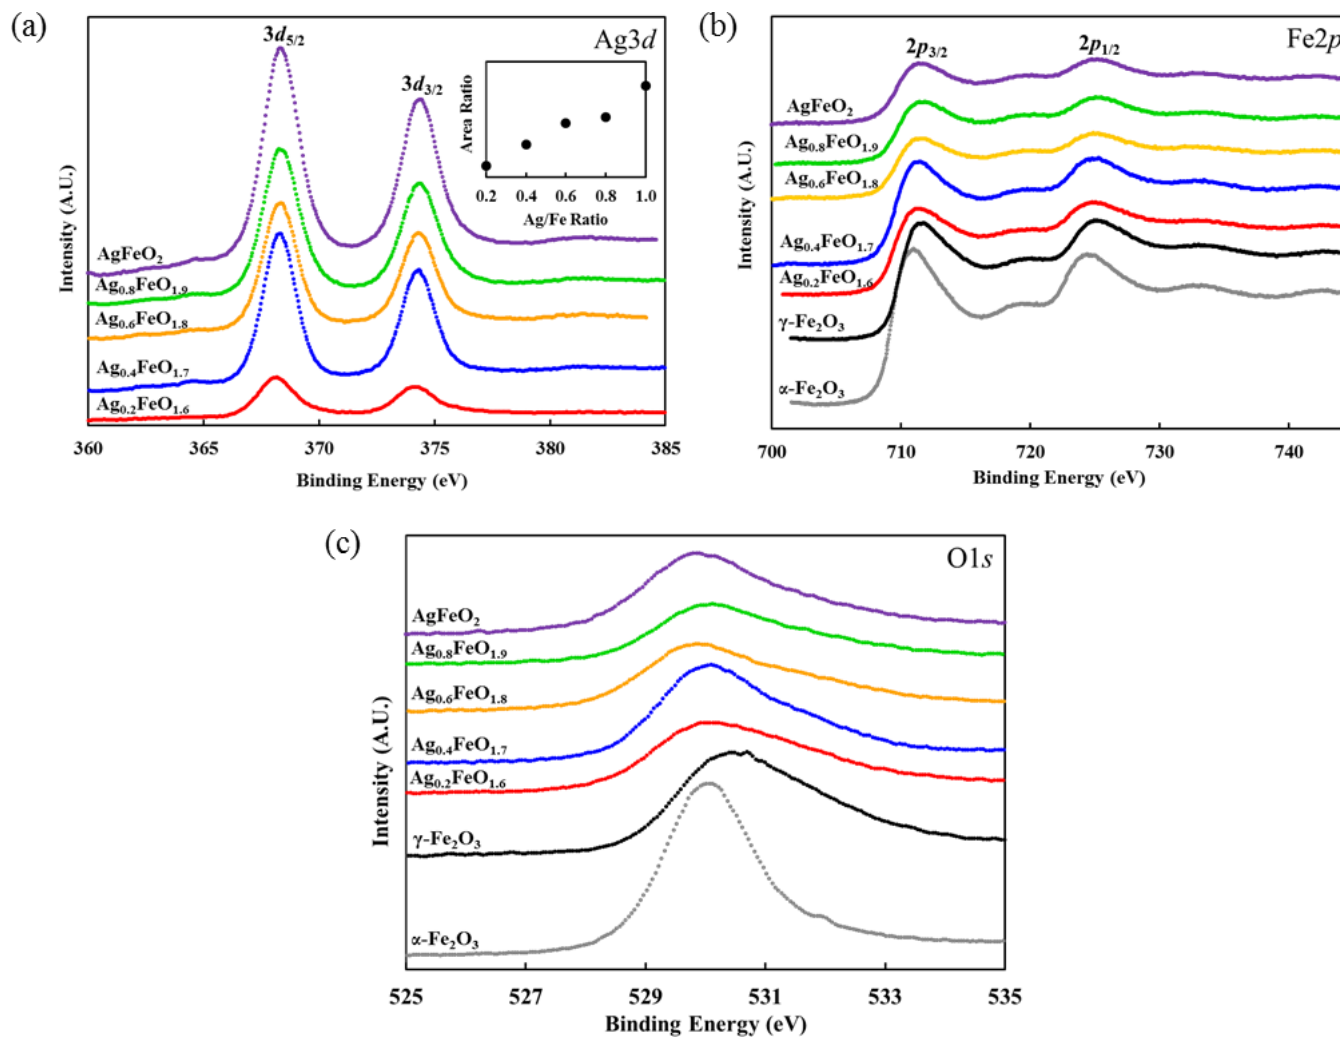 (a)
Ag3d
3d₅/₂
3d₃/₂
Area Ratio
0.2 0.4 0.6 0.8 1.0
Ag/Fe Ratio
Intensity (A.U.)
AgFeO₂
Ag₀.₈FeO₁.₉
Ag₀.₆FeO₁.₈
Ag₀.₄FeO₁.₇
Ag₀.₂FeO₁.₆
360 365 370 375 380 385
Binding Energy (eV)
(b)
Fe2p
2p₃/₂
2p₁/₂
Intensity (A.U.)
AgFeO₂
Ag₀.₈FeO₁.₉
Ag₀.₆FeO₁.₈
Ag₀.₄FeO₁.₇
Ag₀.₂FeO₁.₆
γ-Fe₂O₃
α-Fe₂O₃
700 710 720 730 740
Binding Energy (eV)
(c)
O1s
Intensity (A.U.)
AgFeO₂
Ag₀.₈FeO₁.₉
Ag₀.₆FeO₁.₈
Ag₀.₄FeO₁.₇
Ag₀.₂FeO₁.₆
γ-Fe₂O₃
α-Fe₂O₃
525 527 529 531 533 535
Binding Energy (eV)